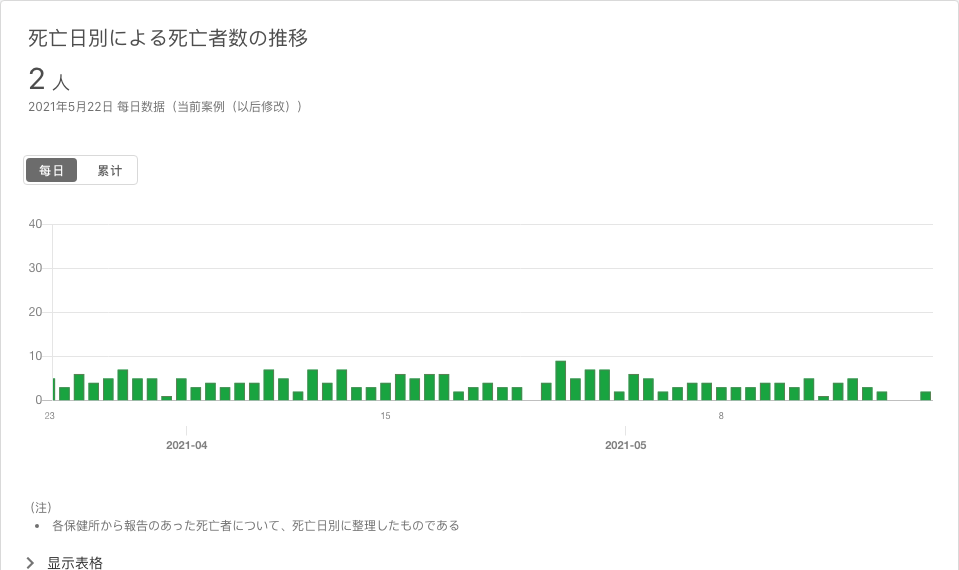 死亡日別による死亡者数の推移
2 人
2021年5月22日 每日数据（当前案例（以后修改））
每日 累计
40
30
20
10
0
23 15 8
2021-04 2021-05
（注）
• 各保健所から報告のあった死亡者について、死亡日別に整理したものである
显示表格